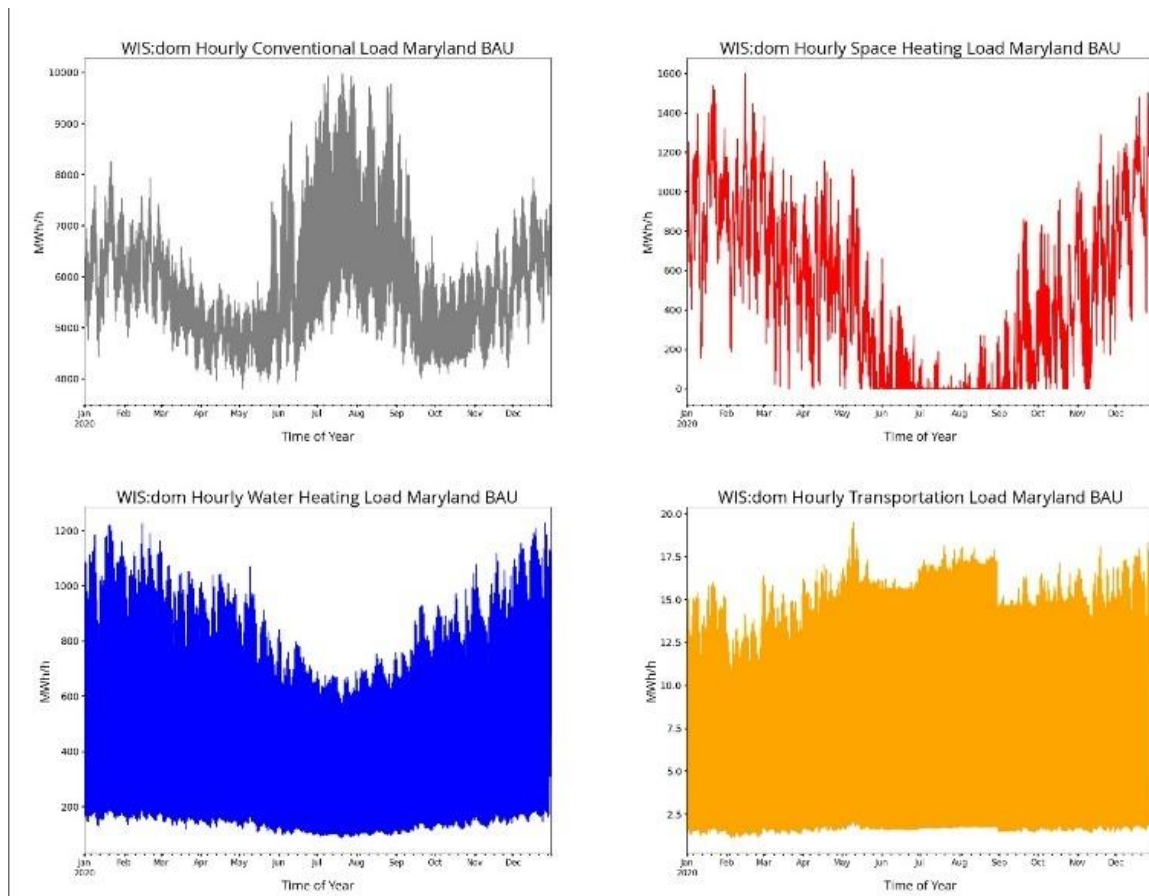 WIS:dom Hourly Conventional Load Maryland BAU
10000
9000
8000
7000
6000
5000
4000
MWh/h
Jan Feb Mar Apr May Jun Jul Aug Sep Oct Nov Dec
2020
Time of Year
WIS:dom Hourly Space Heating Load Maryland BAU
1600
1400
1200
1000
800
600
400
200
0
MWh/h
Jan Feb Mar Apr May Jun Jul Aug Sep Oct Nov Dec
2020
Time of Year
WIS:dom Hourly Water Heating Load Maryland BAU
1200
1000
800
600
400
200
MWh/h
Jan Feb Mar Apr May Jun Jul Aug Sep Oct Nov Dec
2020
Time of Year
WIS:dom Hourly Transportation Load Maryland BAU
20.0
17.5
15.0
12.5
10.0
7.5
5.0
2.5
MWh/h
Jan Feb Mar Apr May Jun Jul Aug Sep Oct Nov Dec
2020
Time of Year